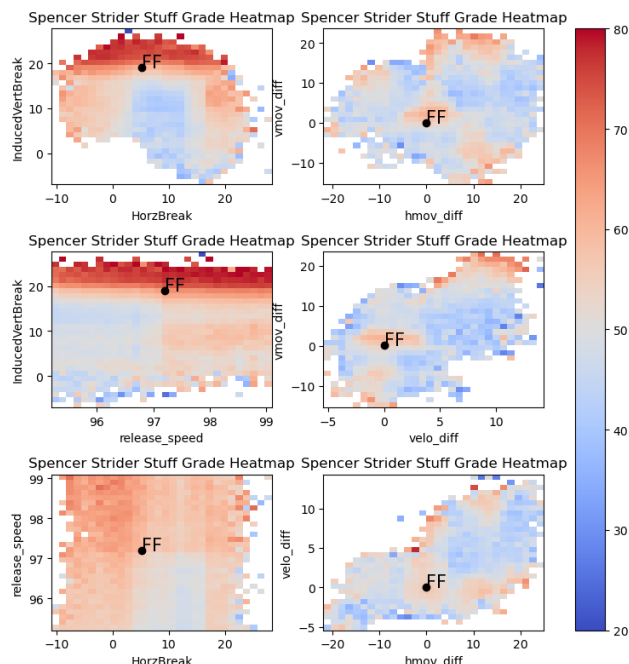 Spencer Strider Stuff Grade Heatmap
InducedVertBreak
20
10
0
FF
-10 0 10 20
HorzBreak
Spencer Strider Stuff Grade Heatmap
vmov_diff
20
10
0
−10
FF
−20 −10 0 10 20
hmov_diff
Spencer Strider Stuff Grade Heatmap
InducedVertBreak
20
10
0
FF
96 97 98 99
release_speed
Spencer Strider Stuff Grade Heatmap
vmov_diff
20
10
0
−10
FF
−5 0 5 10
velo_diff
Spencer Strider Stuff Grade Heatmap
release_speed
99
98
97
96
FF
−10 0 10 20
HorzBreak
Spencer Strider Stuff Grade Heatmap
velo_diff
10
5
0
−5
FF
−20 −10 0 10 20
hmov_diff
80
70
60
50
40
30
20